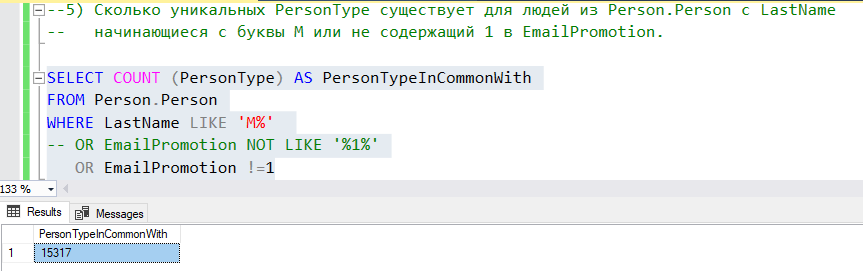 --5) Сколько уникальных PersonType существует для людей из Person.Person с LastName
-- начинающиеся с буквы М или не содержащий 1 в EmailPromotion.
SELECT COUNT (PersonType) AS PersonTypeInCommonWith
FROM Person.Person
WHERE LastName LIKE 'M%'
-- OR EmailPromotion NOT LIKE '%1%'
OR EmailPromotion !=1
133 %
Results Messages
PersonTypeInCommonWith
1 15317